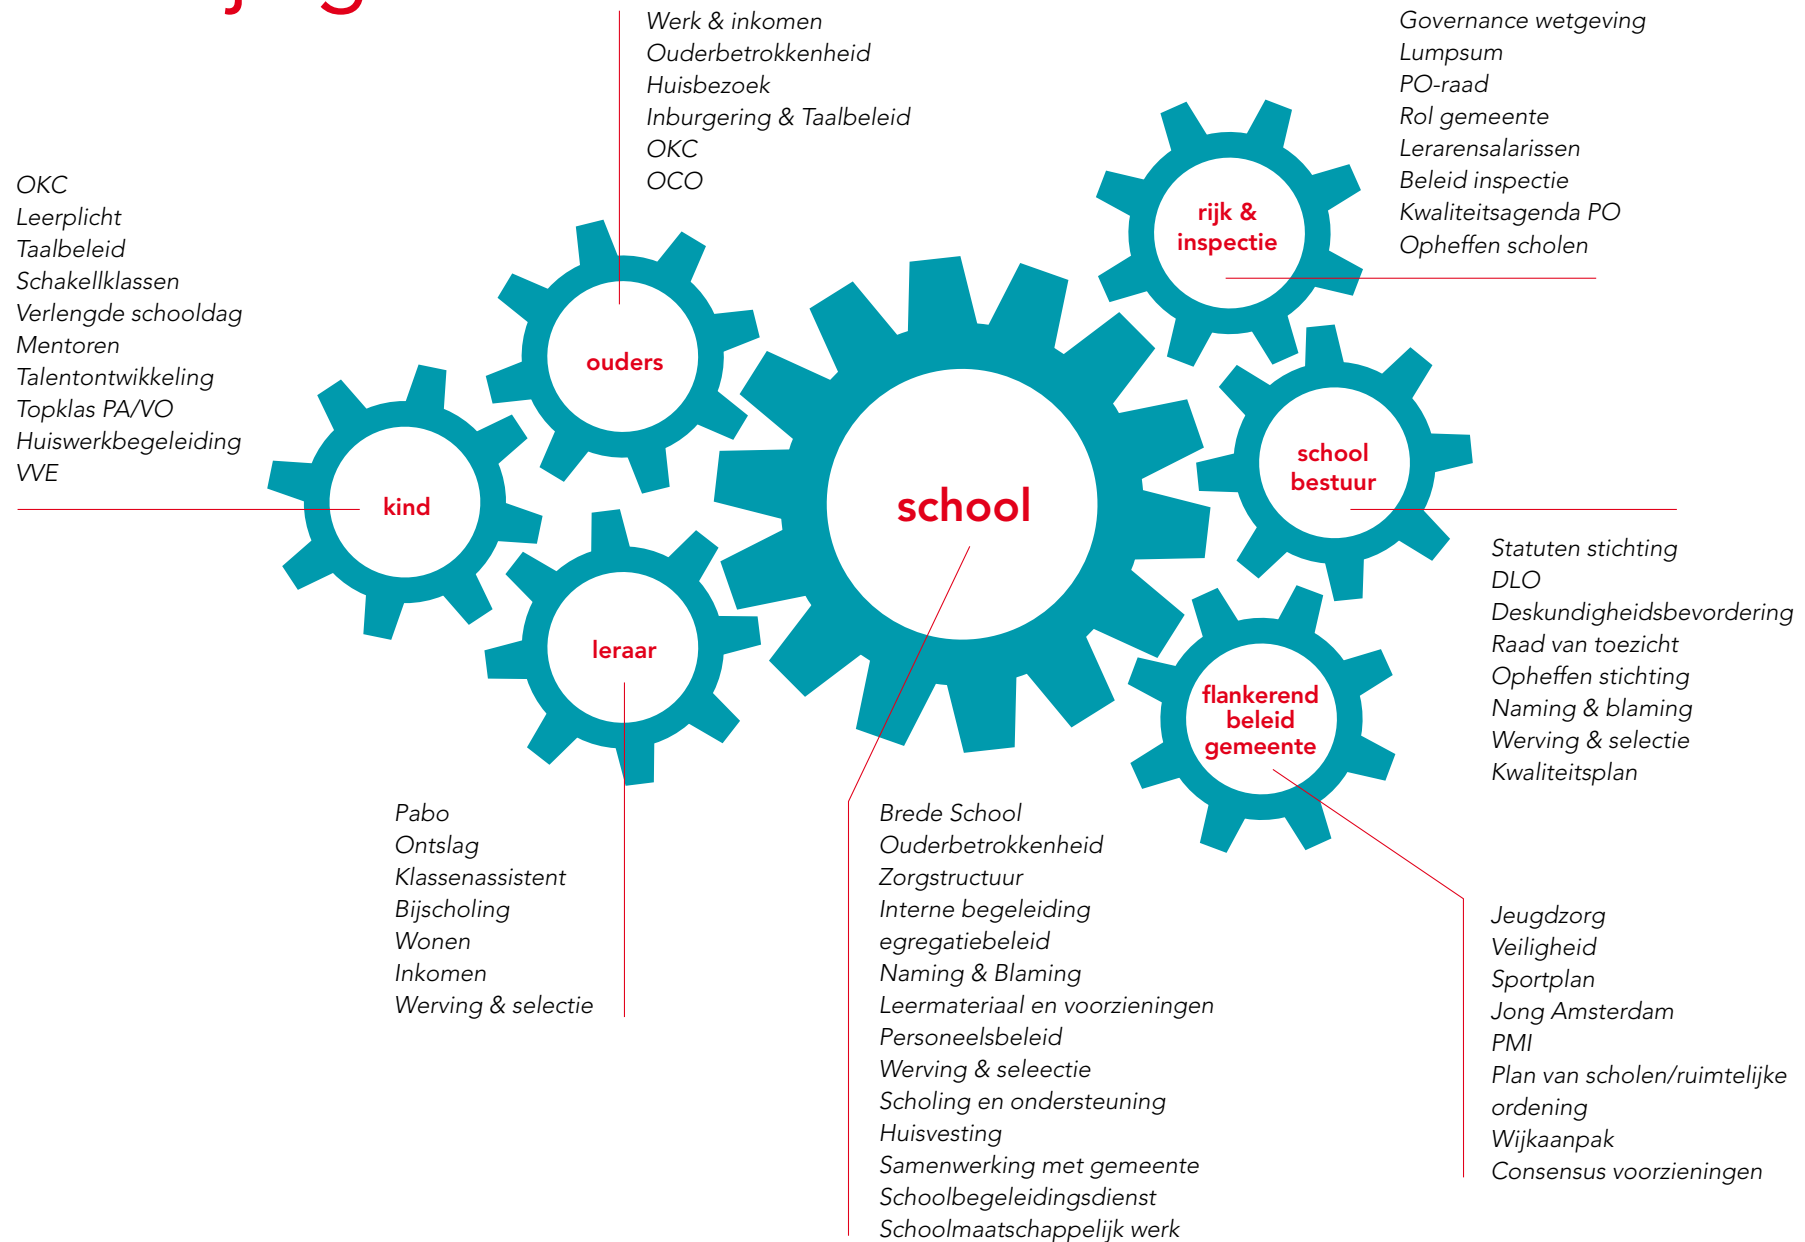 Werk & inkomen
Ouderbetrokkenheid
Huisbezoek
Inburgering & Taalbeleid
OKC
OCO
Governance wetgeving
Lumpsum
PO-raad
Rol gemeente
Lerarensalarissen
Beleid inspectie
Kwaliteitsagenda PO
Opheffen scholen
OKC
Leerplicht
Taalbeleid
Schakellklassen
Verlengde schooldag
Mentoren
Talentontwikkeling
Topklas PA/VO
Huiswerkbegeleiding
VVE
rijk &
inspectie
ouders
school
bestuur
kind
school
leraar
flankerend
beleid
gemeente
Statuten stichting
DLO
Deskundigheidsbevordering
Raad van toezicht
Opheffen stichting
Naming & blaming
Werving & selectie
Kwaliteitsplan
Pabo
Ontslag
Klassenassistent
Bijscholing
Wonen
Inkomen
Werving & selectie
Brede School
Ouderbetrokkenheid
Zorgstructuur
Interne begeleiding
egregatiebeleid
Naming & Blaming
Leermateriaal en voorzieningen
Personeelsbeleid
Werving & seleectie
Scholing en ondersteuning
Huisvesting
Samenwerking met gemeente
Schoolbegeleidingsdienst
Schoolmaatschappelijk werk
Jeugdzorg
Veiligheid
Sportplan
Jong Amsterdam
PMI
Plan van scholen/ruimtelijke
ordening
Wijkaanpak
Consensus voorzieningen